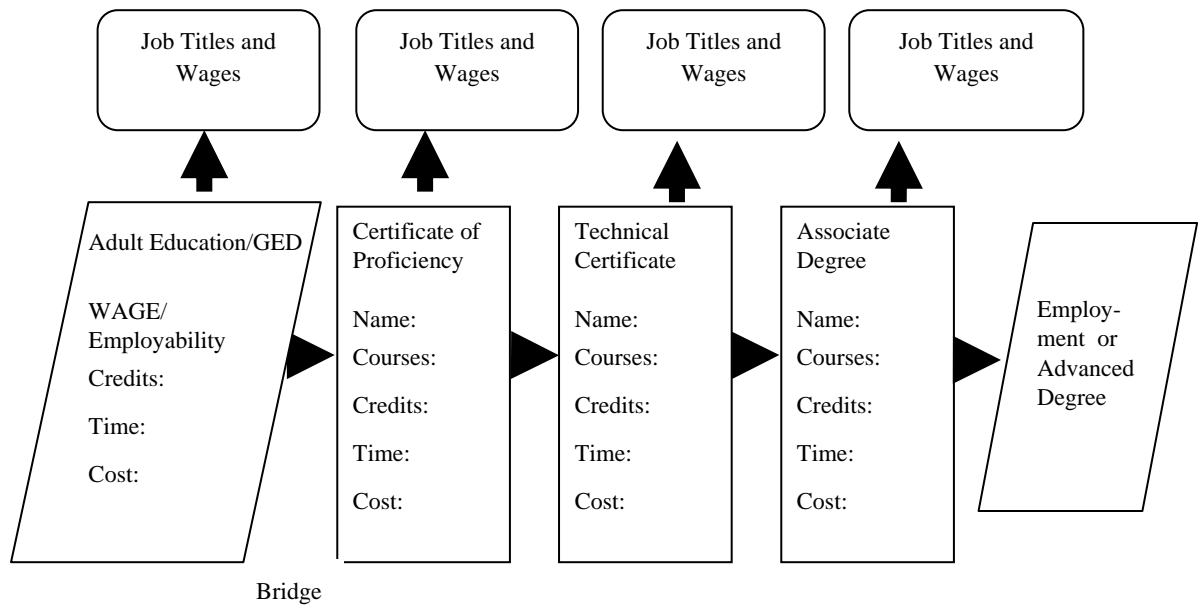 Job Titles and
Wages
Job Titles and
Wages
Job Titles and
Wages
Job Titles and
Wages
Adult Education/GED
WAGE/
Employability
Credits:
Time:
Cost:
Certificate of
Proficiency
Name:
Courses:
Credits:
Time:
Cost:
Technical
Certificate
Name:
Courses:
Credits:
Time:
Cost:
Associate
Degree
Name:
Courses:
Credits:
Time:
Cost:
Employ-
ment or
Advanced
Degree
Bridge